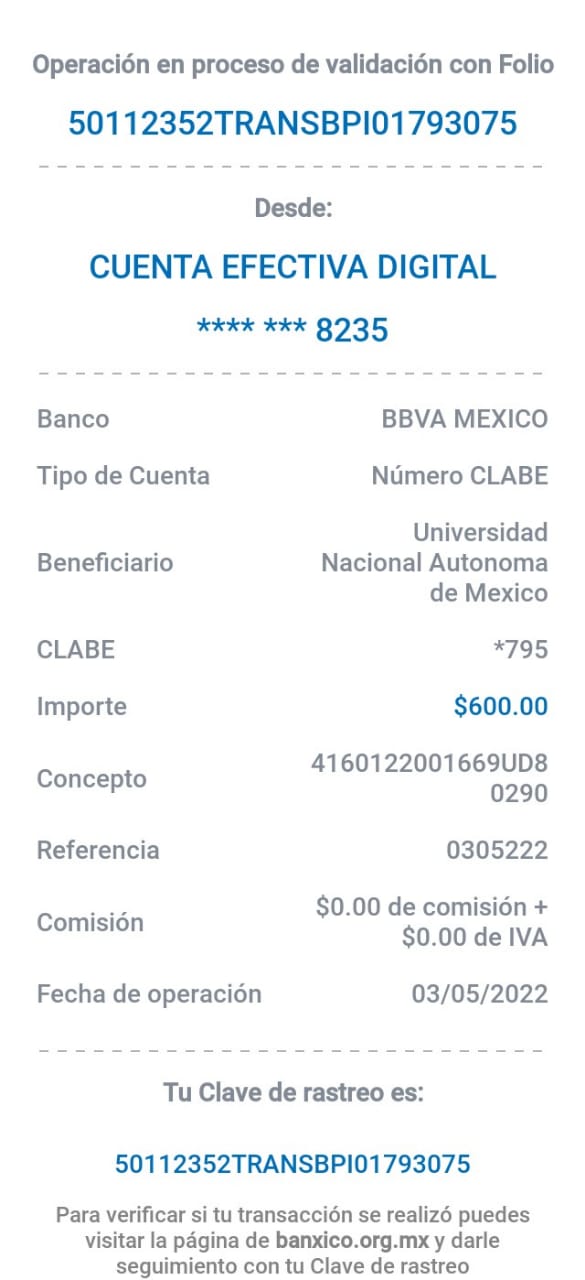 Operación en proceso de validación con Folio
50112352TRANSBPI01793075
Desde:
CUENTA EFECTIVA DIGITAL
**** *** 8235
Banco BBVA MEXICO
Tipo de Cuenta Número CLABE
Beneficiario Universidad
Nacional Autonoma
de Mexico
CLABE *795
Importe $600.00
Concepto 4160122001669UD8
0290
Referencia 0305222
Comisión $0.00 de comisión +
$0.00 de IVA
Fecha de operación 03/05/2022
Tu Clave de rastreo es:
50112352TRANSBPI01793075
Para verificar si tu transacción se realizó puedes
visitar la página de banxico.org.mx y darle
seguimiento con tu Clave de rastreo